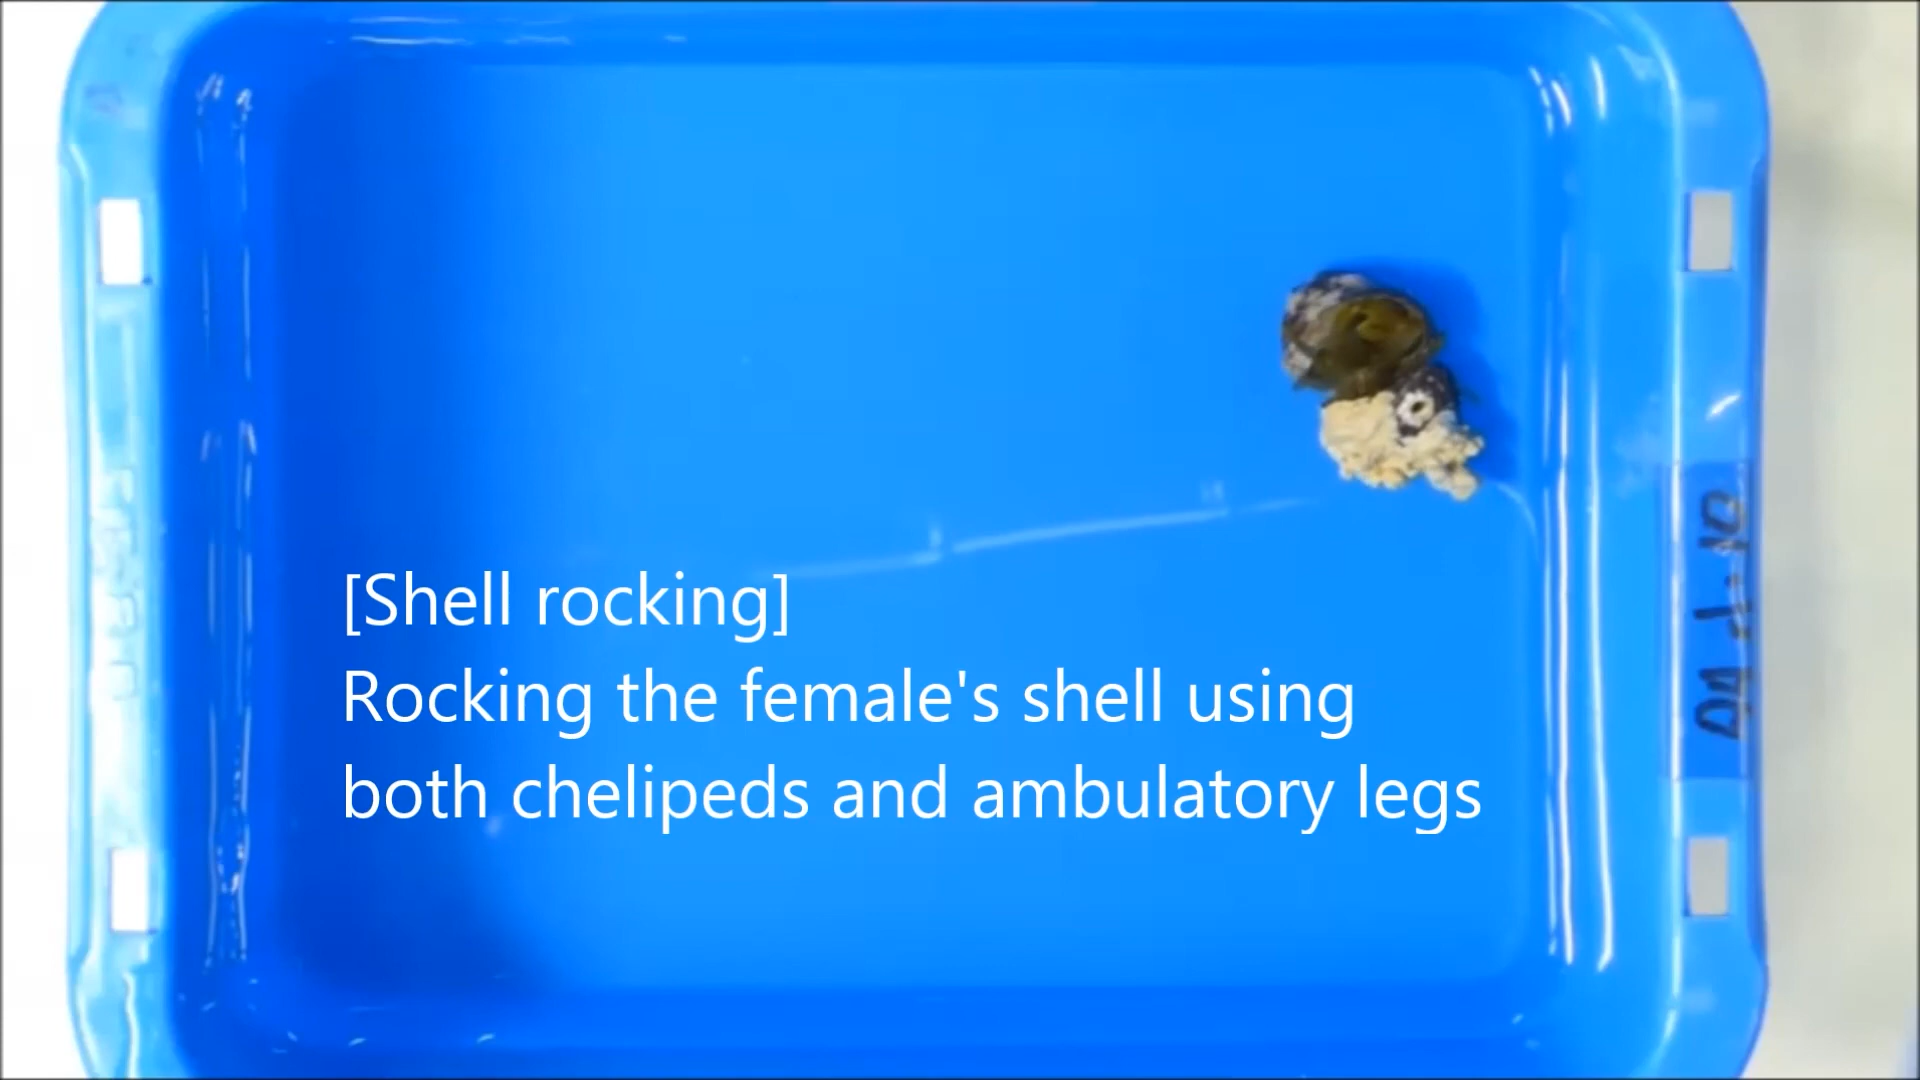 [Shell rocking]
Rocking the female's shell using
both chelipeds and ambulatory legs